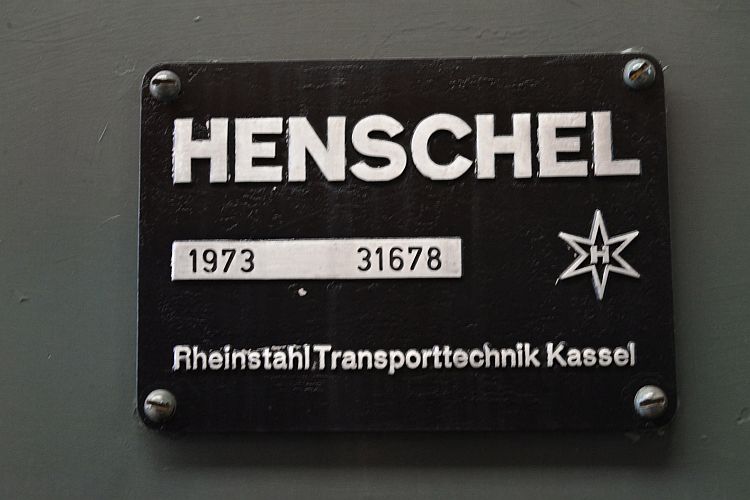 HENSCHEL
1973 31678
H
Rheinstahl Transporttechnik Kassel